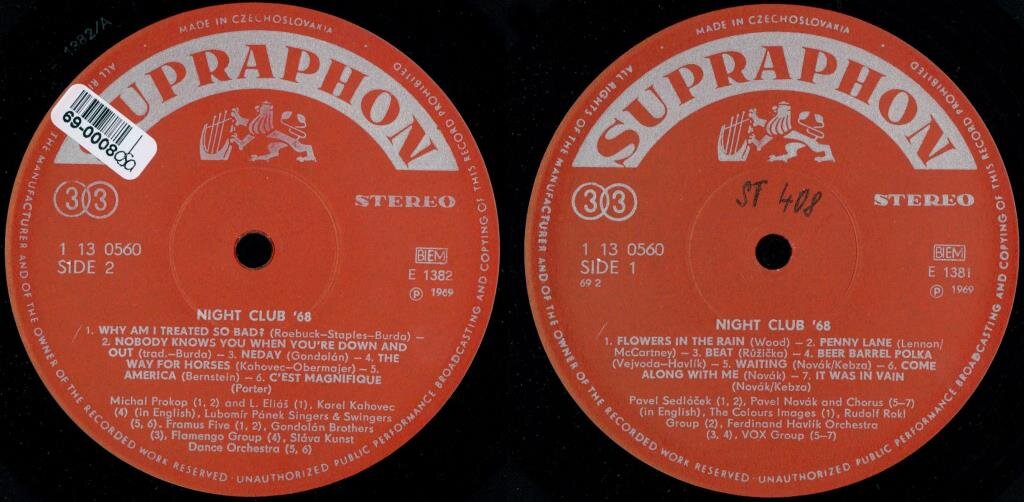 1382/A
MADE IN CZECHOSLOVAKIA
ALL RI
THE MANUFACTURER AND OF THE OWNER OF THE RECORDED WORK RESERVED · UNAUTHORIZED PUBLIC PERFORMANCE BROADCASTING AND COPYING OF THIS RECORD PROHIBITED
SUPRAPHON
69-0008
33
STEREO
1 13 0560
SIDE 2
BIEM
E 1382
Ⓟ 1969
NIGHT CLUB '68
1. WHY AM I TREATED SO BAD? (Roebuck–Staples–Burda) –
2. NOBODY KNOWS YOU WHEN YOU'RE DOWN AND
OUT (trad.–Burda) – 3. NEDAY (Gondolán) – 4. THE
WAY FOR HORSES (Kahovec–Obermajer) – 5.
AMERICA (Bernstein) – 6. C'EST MAGNIFIQUE
(Porter)
Michal Prokop (1, 2) and L. Eliáš (1), Karel Kahovec
(4) (in English), Lubomír Pánek Singers & Swingers
(5, 6), Framus Five (1, 2), Gondolán Brothers
(3), Flamengo Group (4), Sláva Kunst
Dance Orchestra (5, 6)
MADE IN CZECHOSLOVAKIA
ALL RIGHTS OF THE MANUFACTURER AND OF THE OWNER OF THE RECORDED WORK RESERVED · UNAUTHORIZED PUBLIC PERFORMANCE BROADCASTING AND COPYING OF THIS RECORD PROHIBITED
SUPRAPHON
ST 408
33
STEREO
1 13 0560
SIDE 1
69 2
BIEM
E 1381
Ⓟ 1969
NIGHT CLUB '68
1. FLOWERS IN THE RAIN (Wood) – 2. PENNY LANE (Lennon/
McCartney) – 3. BEAT (Růžička) – 4. BEER BARREL POLKA
(Vejvoda–Havlík) – 5. WAITING (Novák/Kebza) – 6. COME
ALONG WITH ME (Novák) – 7. IT WAS IN VAIN
(Novák/Kebza)
Pavel Sedláček (1, 2), Pavel Novák and Chorus (5–7)
(in English), The Colours Images (1), Rudolf Rokl
Group (2), Ferdinand Havlík Orchestra
(3, 4), VOX Group (5–7)